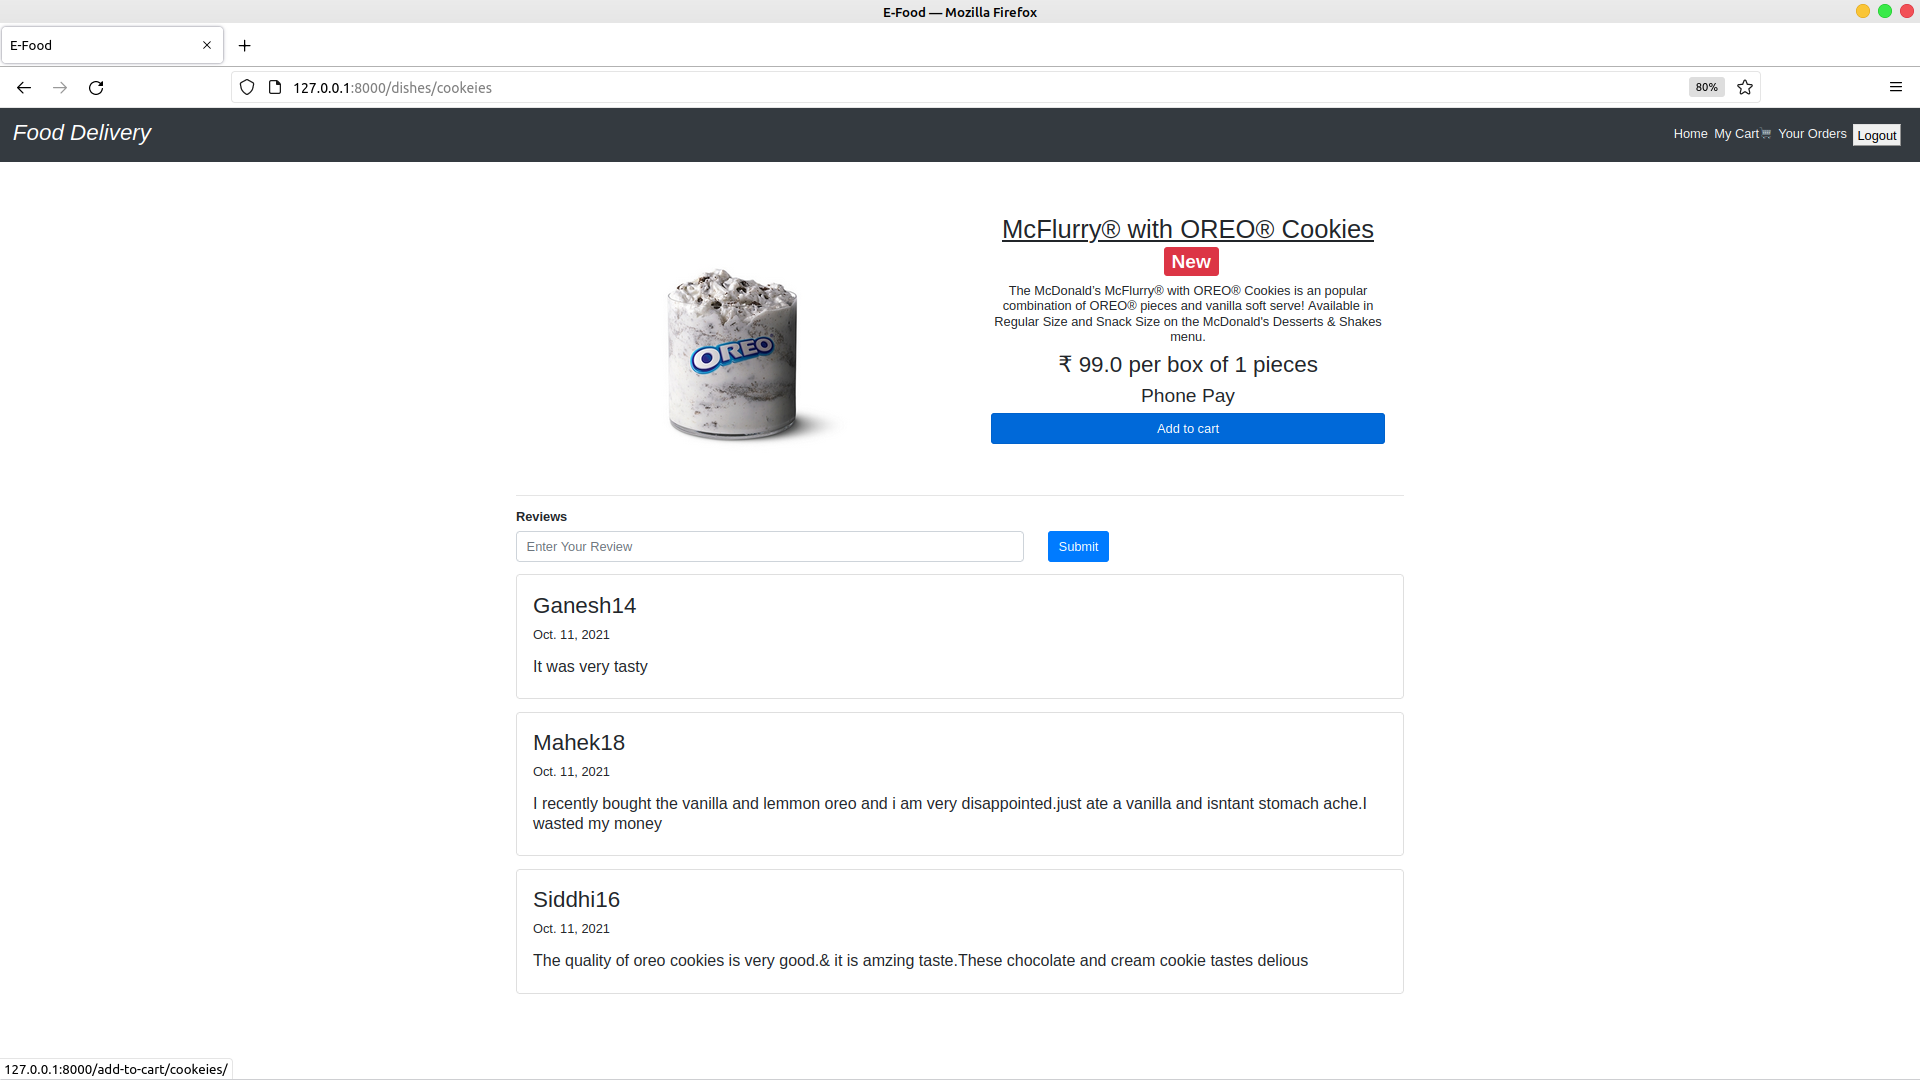 E-Food — Mozilla Firefox
E-Food
127.0.0.1:8000/dishes/cookeies
80%
Food Delivery
Home My Cart Your Orders Logout
McFlurry® with OREO® Cookies
New
The McDonald's McFlurry® with OREO® Cookies is an popular
combination of OREO® pieces and vanilla soft serve! Available in
Regular Size and Snack Size on the McDonald's Desserts & Shakes
menu.
₹ 99.0 per box of 1 pieces
Phone Pay
Add to cart
OREO
Reviews
Enter Your Review
Submit
Ganesh14
Oct. 11, 2021
It was very tasty
Mahek18
Oct. 11, 2021
I recently bought the vanilla and lemmon oreo and i am very disappointed.just ate a vanilla and isntant stomach ache.I
wasted my money
Siddhi16
Oct. 11, 2021
The quality of oreo cookies is very good.& it is amzing taste.These chocolate and cream cookie tastes delious
127.0.0.1:8000/add-to-cart/cookeies/